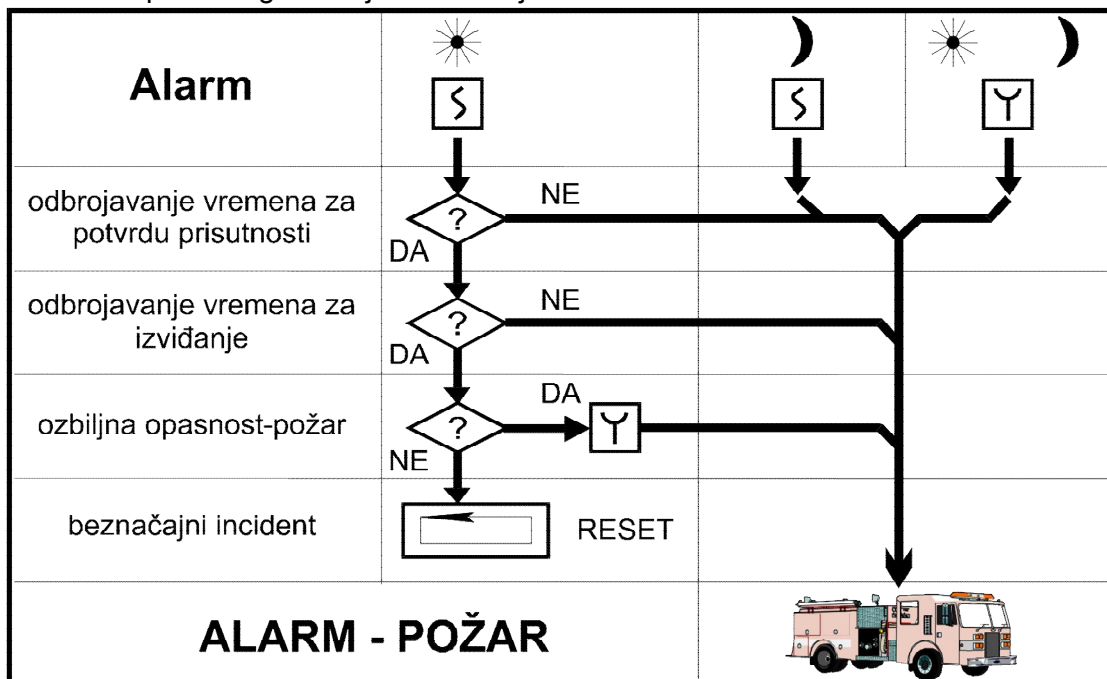 Alarm
odbrojavanje vremena za
potvrdu prisutnosti
?
NE
DA
odbrojavanje vremena za
izviđanje
?
NE
DA
ozbiljna opasnost-požar
?
DA
NE
beznačajni incident
RESET
ALARM - POŽAR